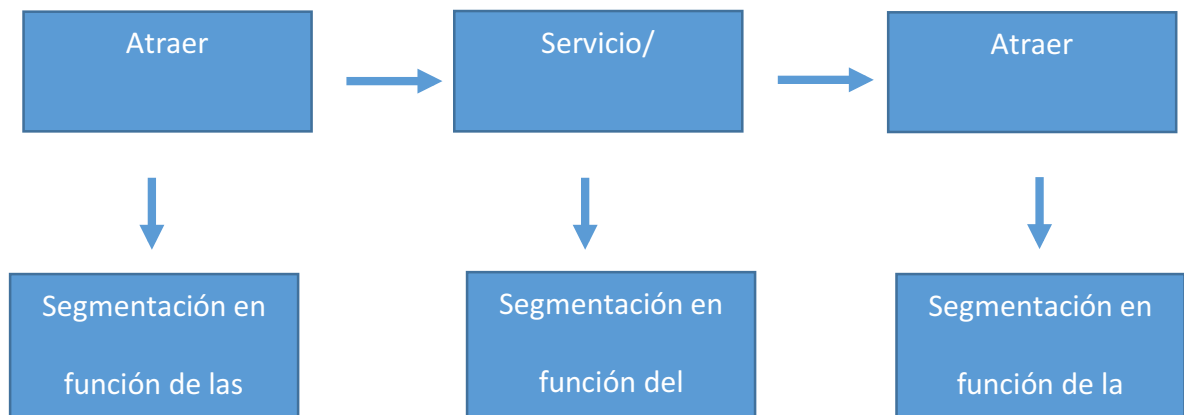 Atraer
Servicio/
Atraer
Segmentación en
función de las
Segmentación en
función del
Segmentación en
función de la